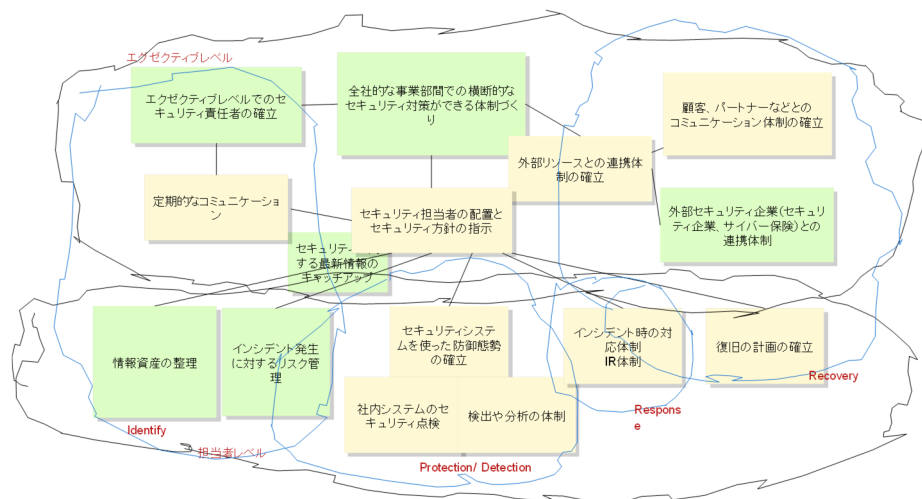 エグゼクティブレベル
エクゼクティブレベルでのセ
キュリティ責任者の確立
全社的な事業部間での横断的な
セキュリティ対策ができる体制づく
り
顧客、パートナーなどとの
コミュニケーション体制の確立
外部リソースとの連携体
制の確立
定期的なコミュニケーショ
ン
セキュリティ担当者の配置と
セキュリティ方針の指示
外部セキュリティ企業(セキュリ
ティ企業、サイバー保険)との
連携体制
セキュリティ
する最新情報の
キャッチアップ
情報資産の整理
インシデント発生
に対するリスク管
理
セキュリティシステ
ムを使った防御態勢
の確立
インシデント時の対
応体制
IR体制
復旧の計画の確立
社内システムのセ
キュリティ点検
検出や分析の体制
Recovery
Respons
e
Identify
担当者レベル
Protection/ Detection